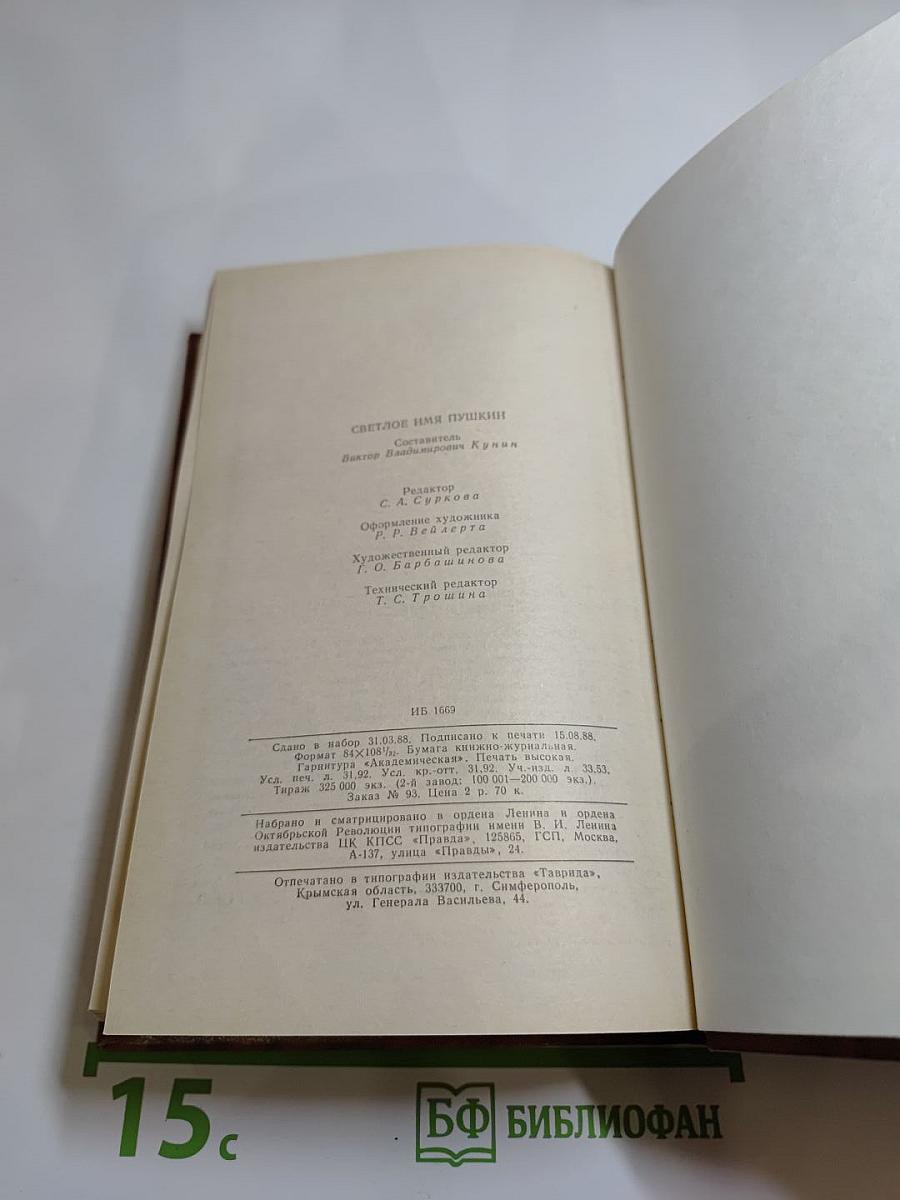 СВЕТЛОЕ ИМЯ ПУШКИН
Составитель
Виктор Владимирович Кунин
Редактор
С. А. Суркова
Оформление художника
Р. Р. Вейлерта
Художественный редактор
Г. О. Барбашинова
Технический редактор
Т. С. Трошина
ИБ 1669
Сдано в набор 31.03.88. Подписано к печати 15.08.88.
Формат 84×108¹/₃₂. Бумага книжно-журнальная.
Гарнитура «Академическая». Печать высокая.
Усл. печ. л. 31,92. Усл. кр.-отт. 31,92. Уч.-изд. л. 33,53.
Тираж 325 000 экз. (2-й завод: 100 001—200 000 экз.).
Заказ № 93. Цена 2 р. 70 к.
Набрано и сматрицировано в ордена Ленина и ордена
Октябрьской Революции типографии имени В. И. Ленина
издательства ЦК КПСС «Правда», 125865, ГСП, Москва,
А-137, улица «Правды», 24.
Отпечатано в типографии издательства «Таврида»,
Крымская область, 333700, г. Симферополь,
ул. Генерала Васильева, 44.
15 с
БФ БИБЛИОФАН